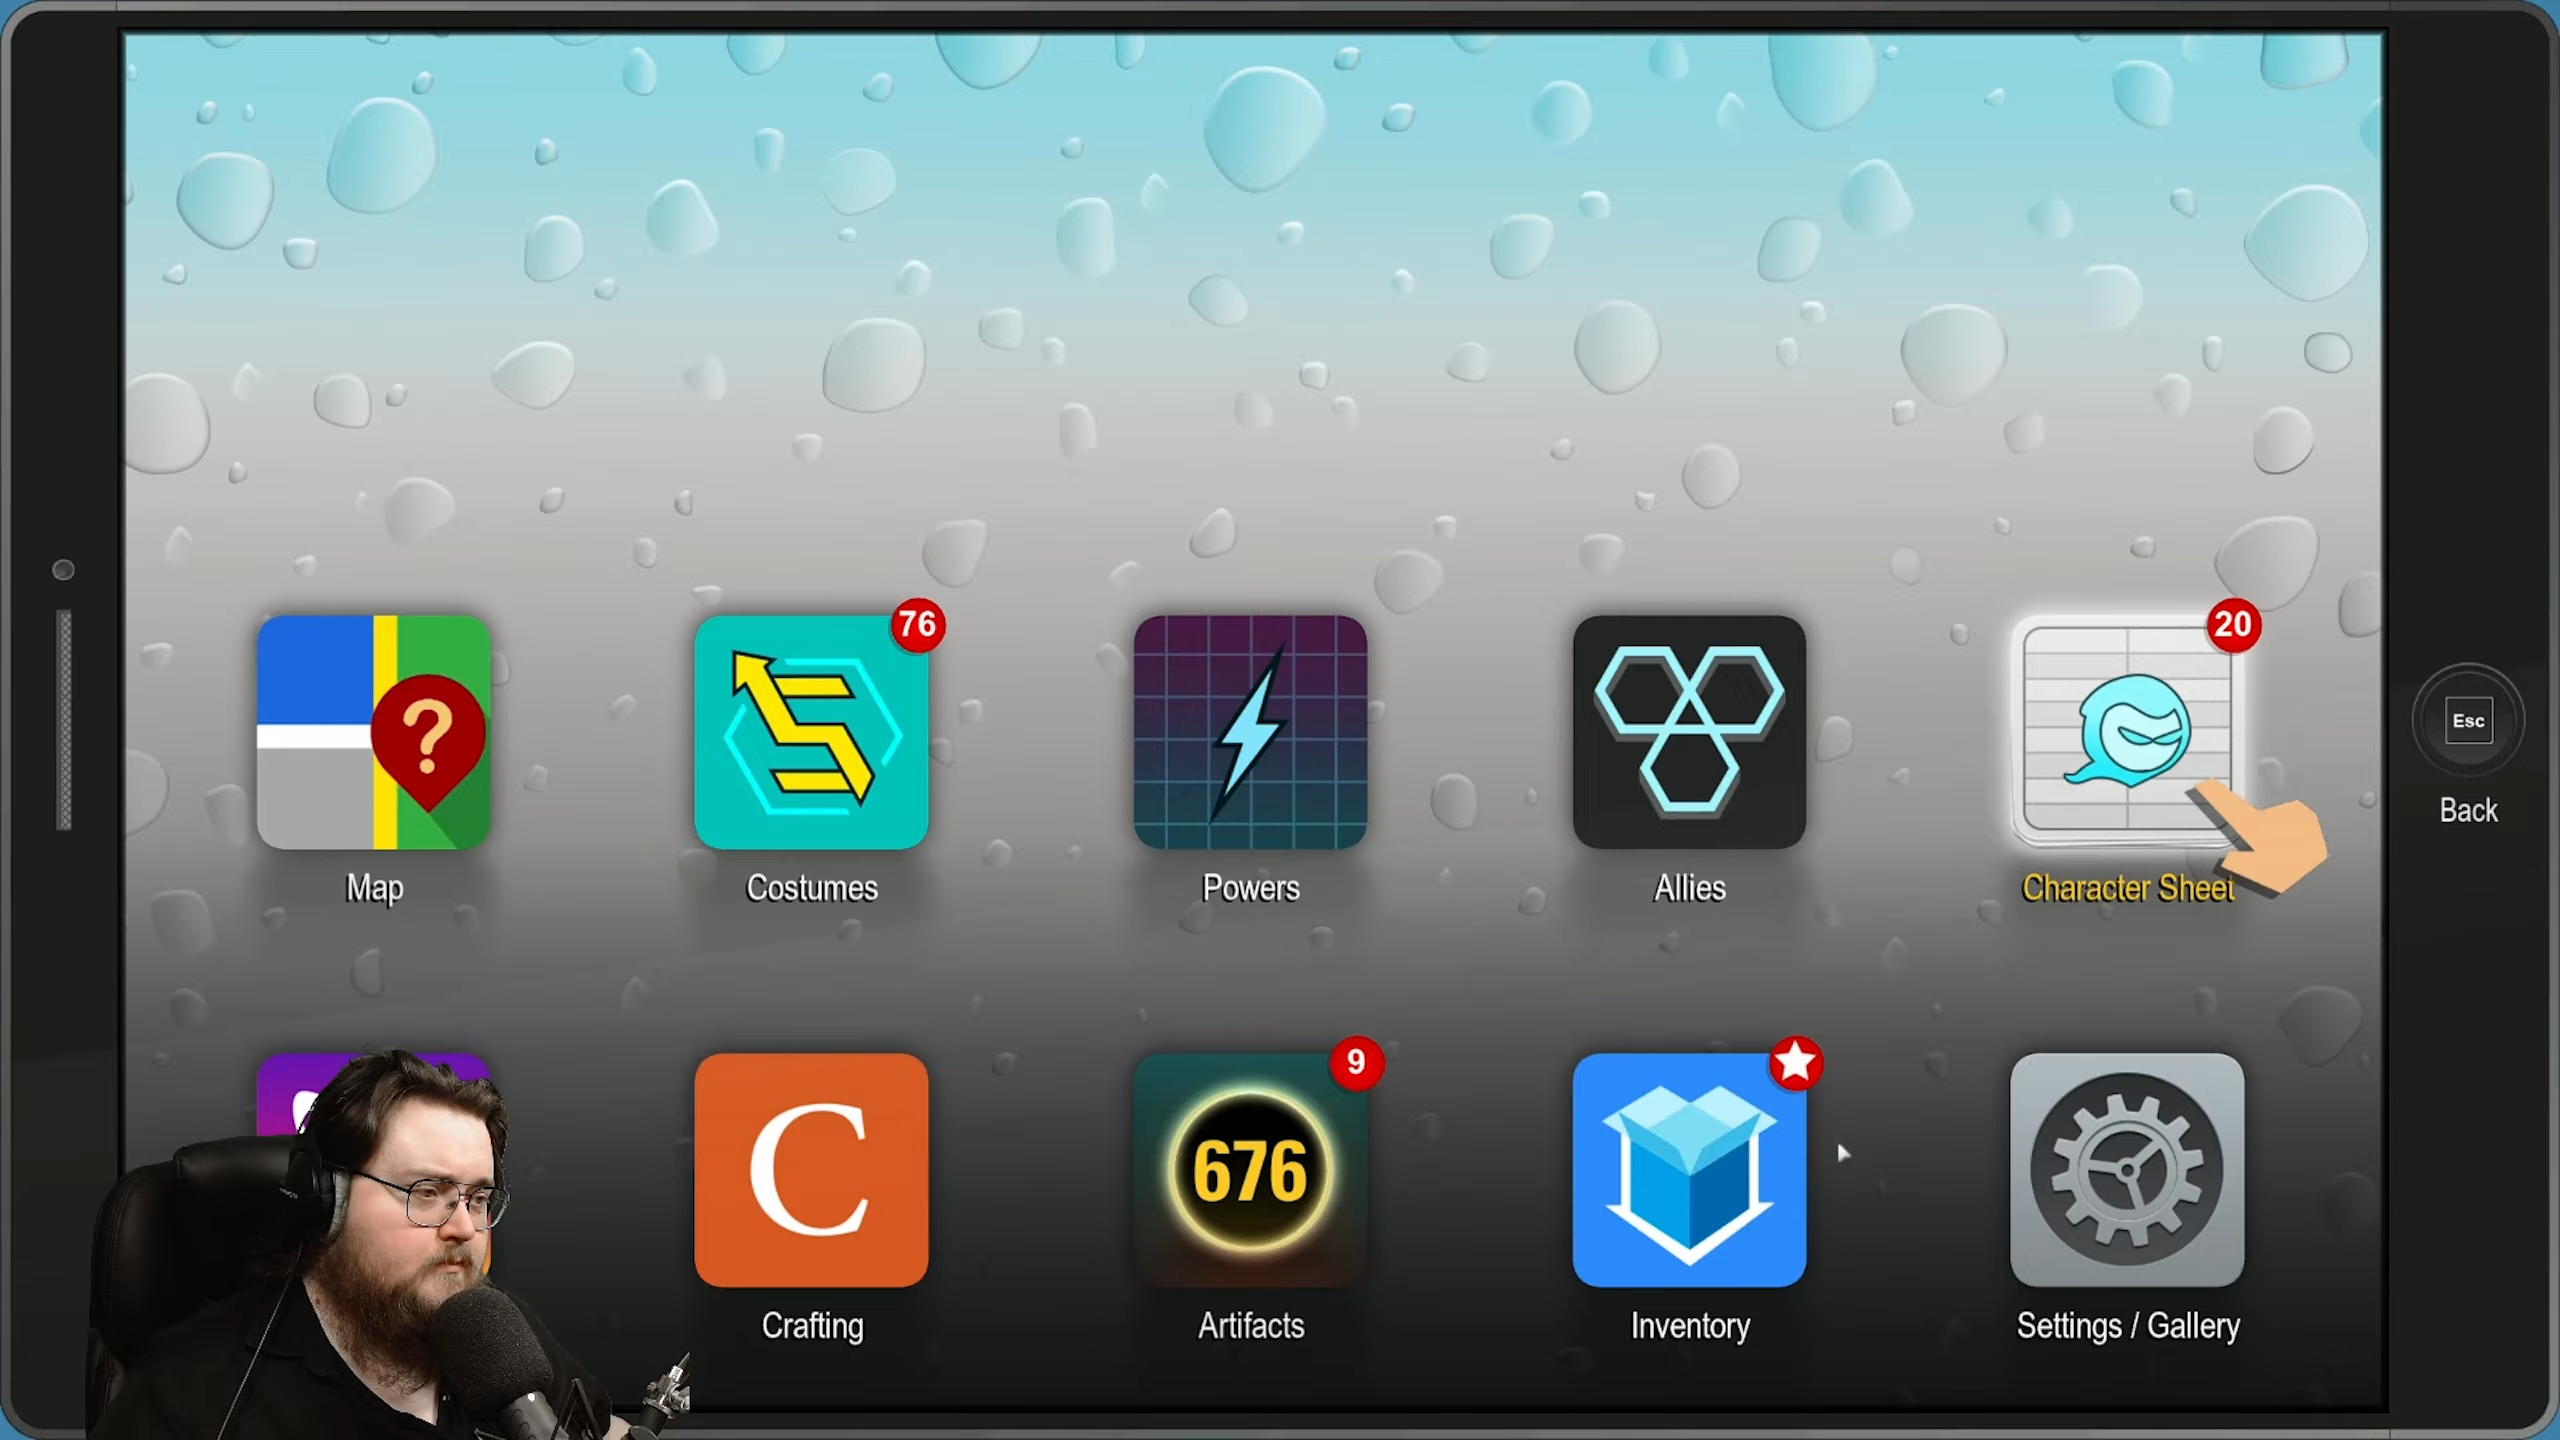 76
20
?
Esc
Back
Map
Costumes
Powers
Allies
Character Sheet
9
C
676
Crafting
Artifacts
Inventory
Settings / Gallery